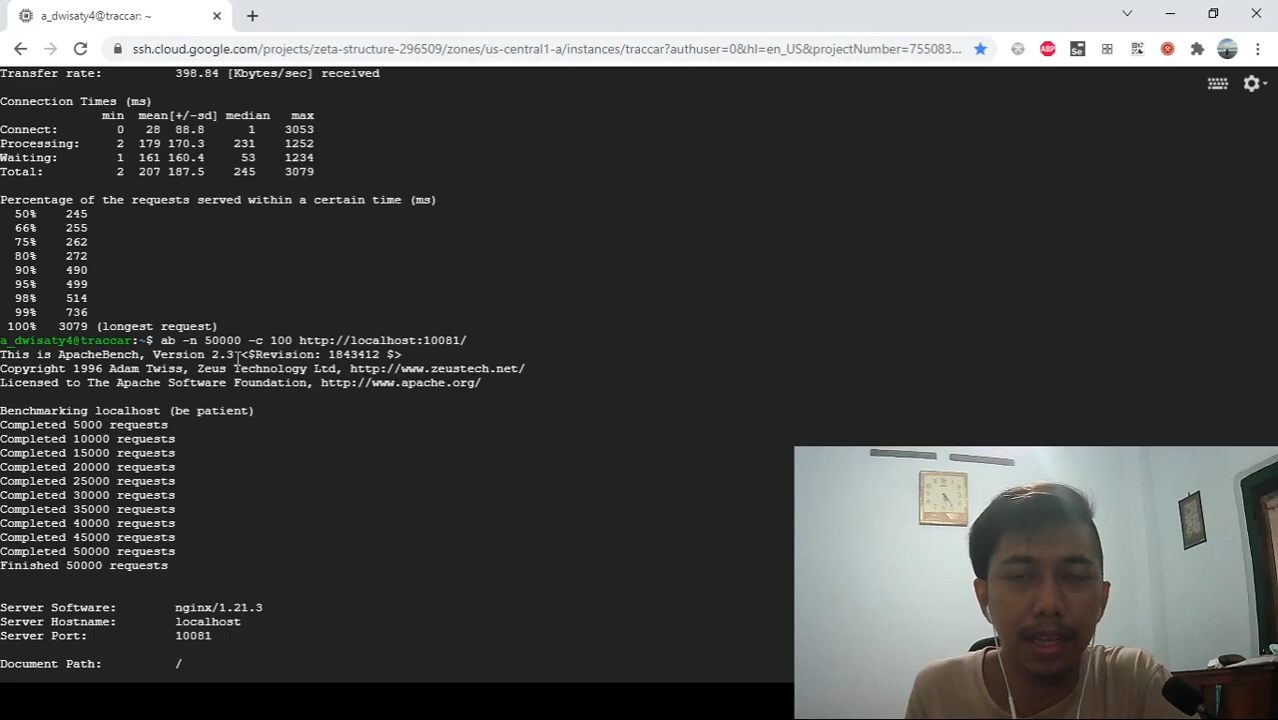 a_dwisaty4@traccar: ~
ssh.cloud.google.com/projects/zeta-structure-296509/zones/us-central1-a/instances/traccar?authuser=0&hl=en_US&projectNumber=755083...
ABP
Se
Transfer rate: 398.84 [Kbytes/sec] received
Connection Times (ms)
min mean[+/-sd] median max
Connect: 0 28 88.8 1 3053
Processing: 2 179 170.3 231 1252
Waiting: 1 161 160.4 53 1234
Total: 2 207 187.5 245 3079
Percentage of the requests served within a certain time (ms)
50% 245
66% 255
75% 262
80% 272
90% 490
95% 499
98% 514
99% 736
100% 3079 (longest request)
a_dwisaty4@traccar:~$ ab -n 50000 -c 100 http://localhost:10081/
This is ApacheBench, Version 2.3 <$Revision: 1843412 $>
Copyright 1996 Adam Twiss, Zeus Technology Ltd, http://www.zeustech.net/
Licensed to The Apache Software Foundation, http://www.apache.org/
Benchmarking localhost (be patient)
Completed 5000 requests
Completed 10000 requests
Completed 15000 requests
Completed 20000 requests
Completed 25000 requests
Completed 30000 requests
Completed 35000 requests
Completed 40000 requests
Completed 45000 requests
Completed 50000 requests
Finished 50000 requests
Server Software: nginx/1.21.3
Server Hostname: localhost
Server Port: 10081
Document Path: /